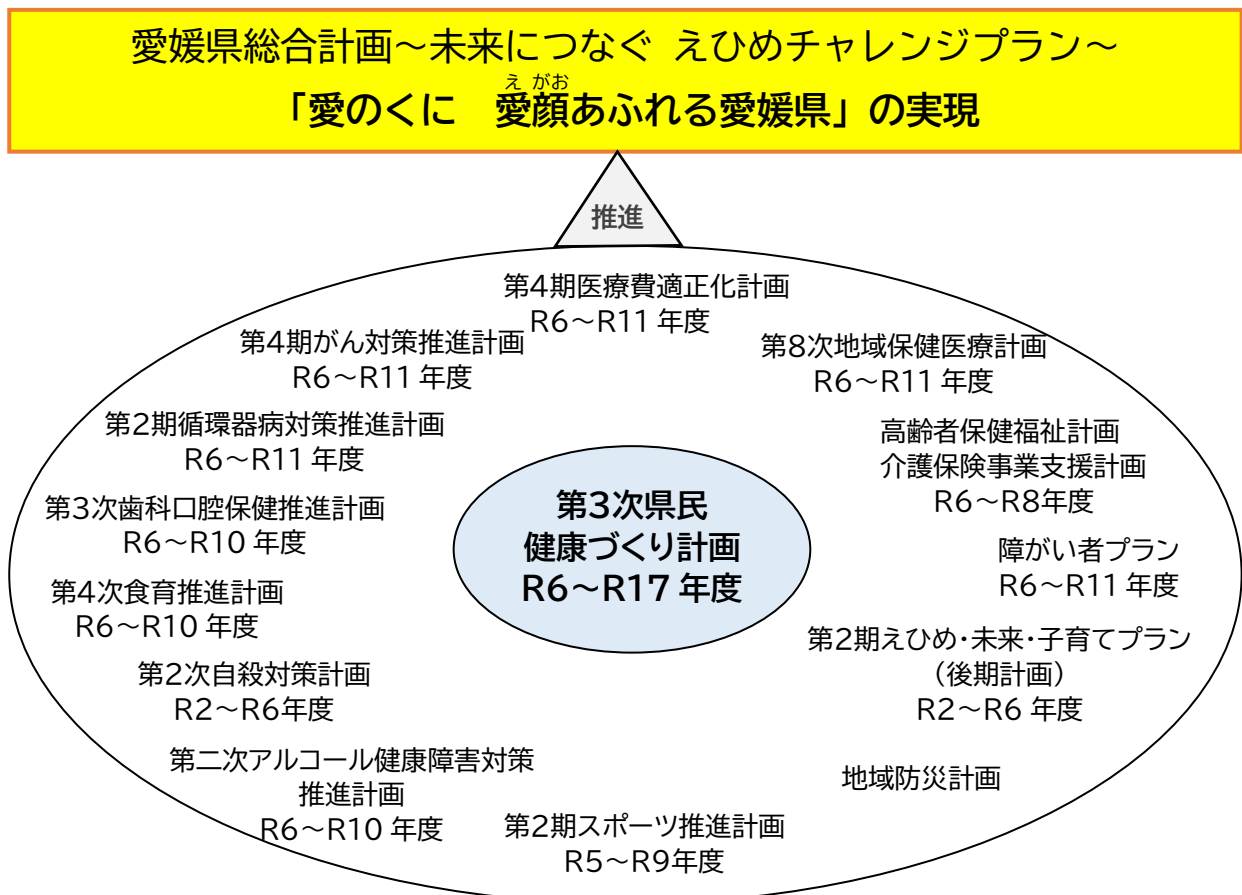 愛媛県総合計画～未来につなぐ えひめチャレンジプラン～
「愛のくに　愛顔あふれる愛媛県」の実現
え がお
推進
第4期医療費適正化計画
R6～R11 年度
第4期がん対策推進計画
R6～R11 年度
第8次地域保健医療計画
R6～R11 年度
第2期循環器病対策推進計画
R6～R11 年度
高齢者保健福祉計画
介護保険事業支援計画
R6～R8年度
第3次歯科口腔保健推進計画
R6～R10 年度
第3次県民
健康づくり計画
R6～R17 年度
障がい者プラン
R6～R11 年度
第4次食育推進計画
R6～R10 年度
第2期えひめ・未来・子育てプラン
（後期計画）
R2～R6 年度
第2次自殺対策計画
R2～R6年度
第二次アルコール健康障害対策
推進計画
R6～R10 年度
地域防災計画
第2期スポーツ推進計画
R5～R9年度